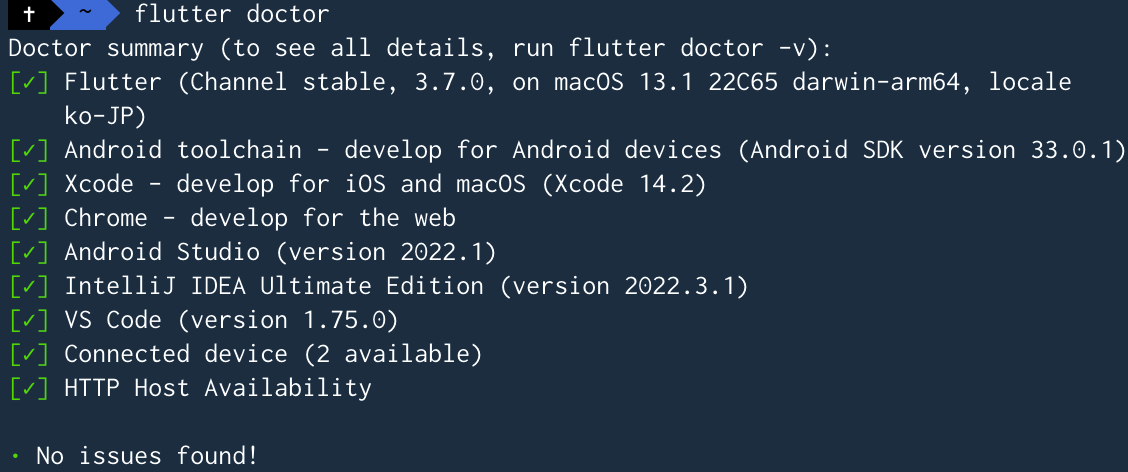 ✝ ~ flutter doctor
Doctor summary (to see all details, run flutter doctor -v):
[✓] Flutter (Channel stable, 3.7.0, on macOS 13.1 22C65 darwin-arm64, locale
ko-JP)
[✓] Android toolchain - develop for Android devices (Android SDK version 33.0.1)
[✓] Xcode - develop for iOS and macOS (Xcode 14.2)
[✓] Chrome - develop for the web
[✓] Android Studio (version 2022.1)
[✓] IntelliJ IDEA Ultimate Edition (version 2022.3.1)
[✓] VS Code (version 1.75.0)
[✓] Connected device (2 available)
[✓] HTTP Host Availability
• No issues found!